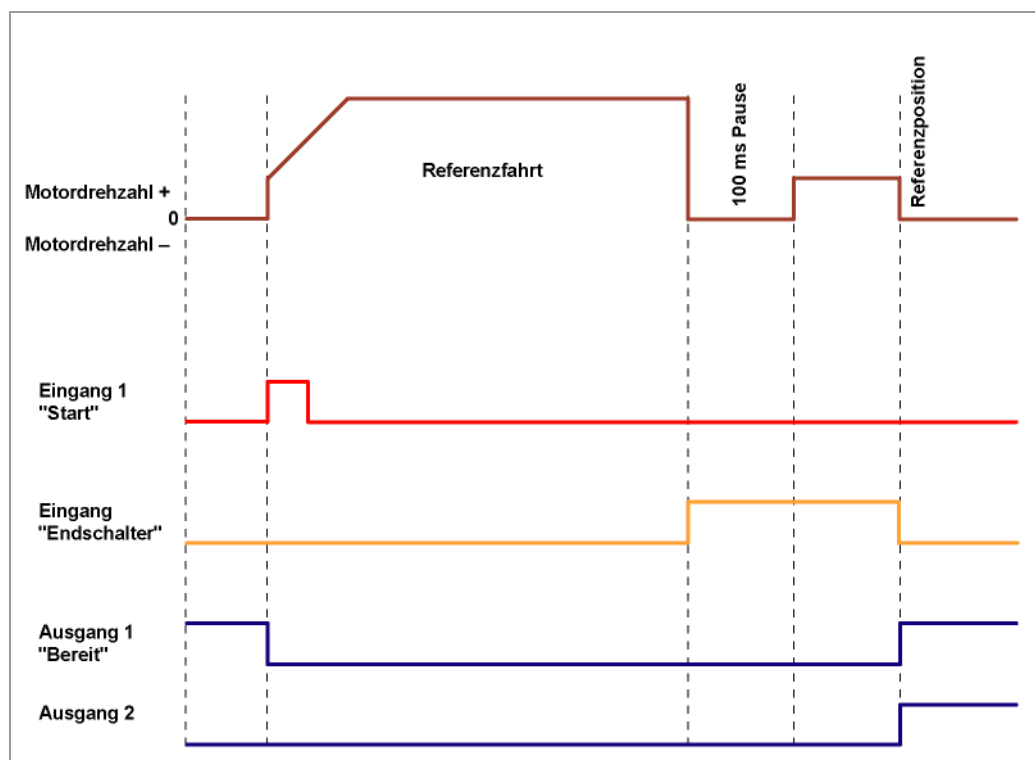 Referenzfahrt
100 ms Pause
Referenzposition
Motordrehzahl +
0
Motordrehzahl –
Eingang 1
"Start"
Eingang
"Endschalter"
Ausgang 1
"Bereit"
Ausgang 2